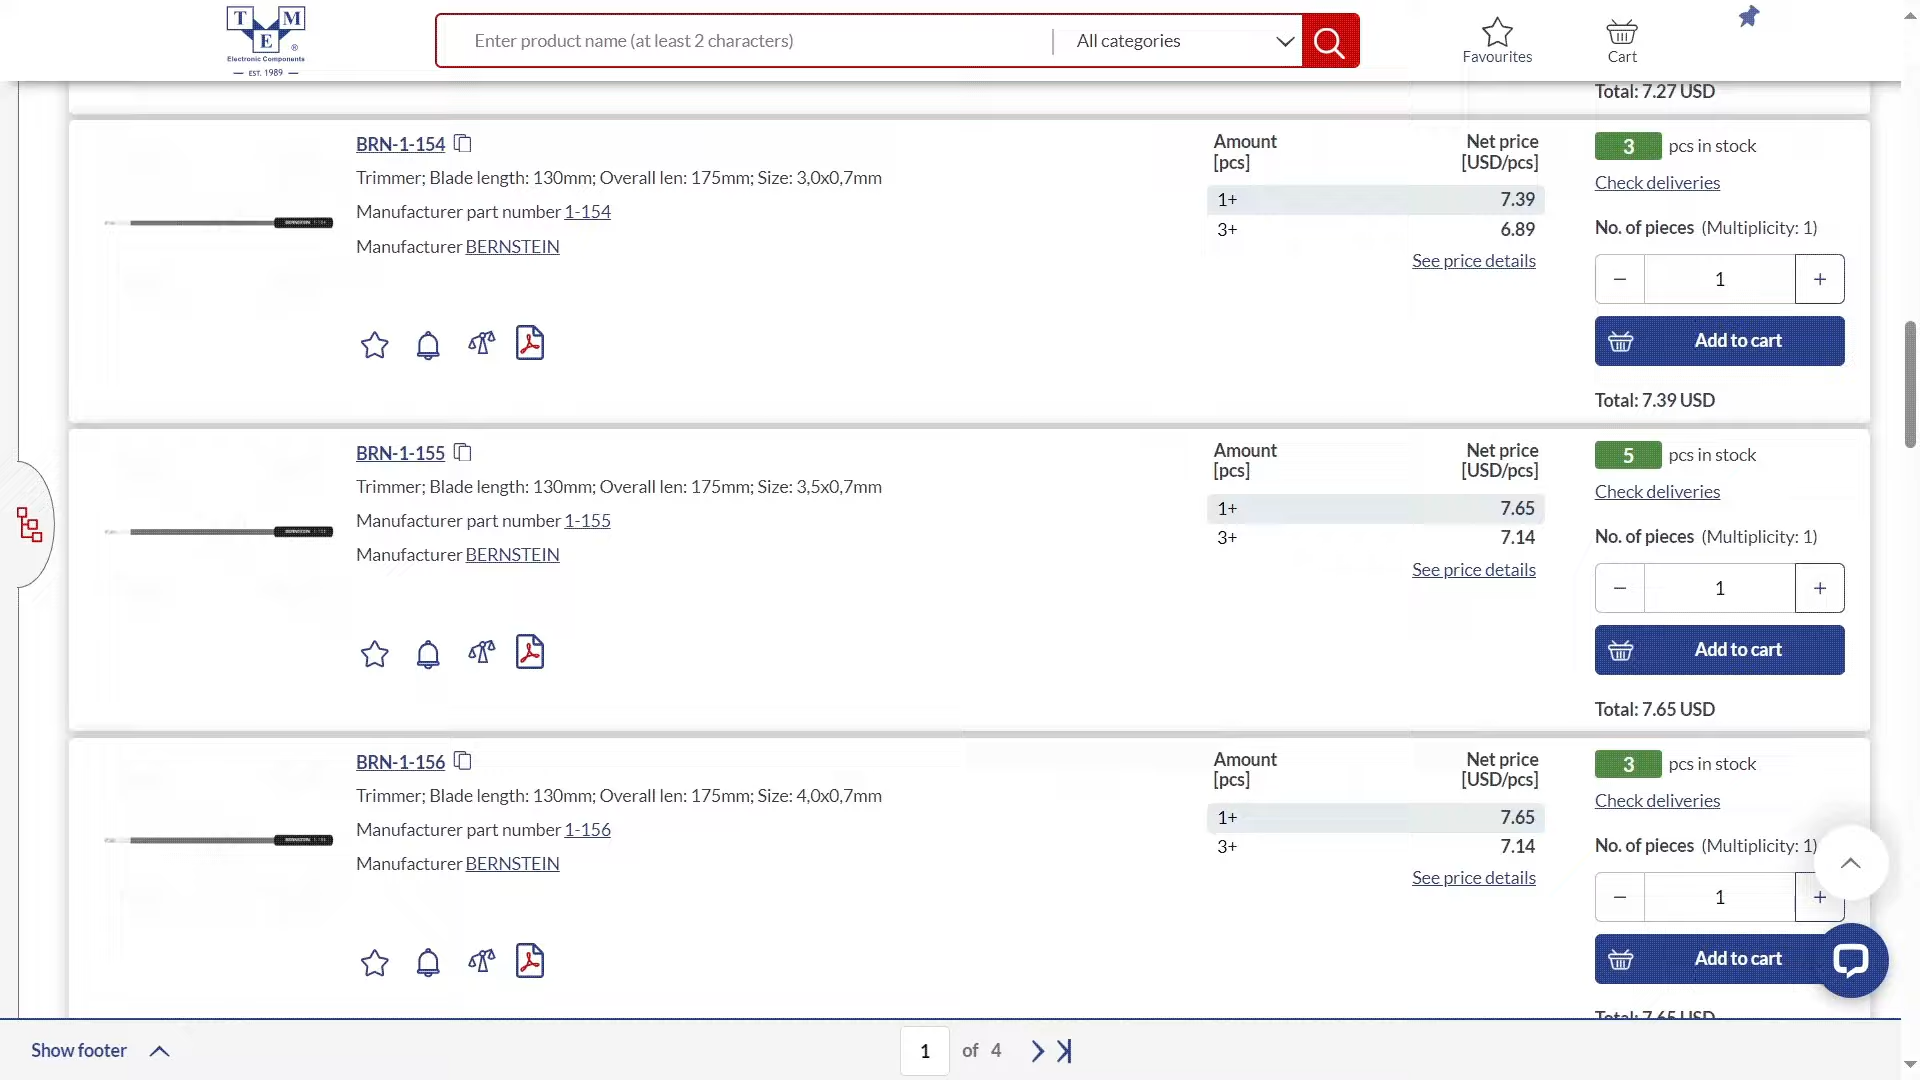 T M E ®
Electronic Components
EST. 1989
Enter product name (at least 2 characters)
All categories
Favourites
Cart
Total: 7.27 USD
BRN-1-154
Trimmer; Blade length: 130mm; Overall len: 175mm; Size: 3,0x0,7mm
Manufacturer part number 1-154
Manufacturer BERNSTEIN
Amount [pcs]
Net price [USD/pcs]
1+ 7.39
3+ 6.89
See price details
3 pcs in stock
Check deliveries
No. of pieces (Multiplicity: 1)
− 1 +
Add to cart
Total: 7.39 USD
BRN-1-155
Trimmer; Blade length: 130mm; Overall len: 175mm; Size: 3,5x0,7mm
Manufacturer part number 1-155
Manufacturer BERNSTEIN
Amount [pcs]
Net price [USD/pcs]
1+ 7.65
3+ 7.14
See price details
5 pcs in stock
Check deliveries
No. of pieces (Multiplicity: 1)
− 1 +
Add to cart
Total: 7.65 USD
BRN-1-156
Trimmer; Blade length: 130mm; Overall len: 175mm; Size: 4,0x0,7mm
Manufacturer part number 1-156
Manufacturer BERNSTEIN
Amount [pcs]
Net price [USD/pcs]
1+ 7.65
3+ 7.14
See price details
3 pcs in stock
Check deliveries
No. of pieces (Multiplicity: 1)
− 1 +
Add to cart
Total: 7.65 USD
Show footer
1 of 4